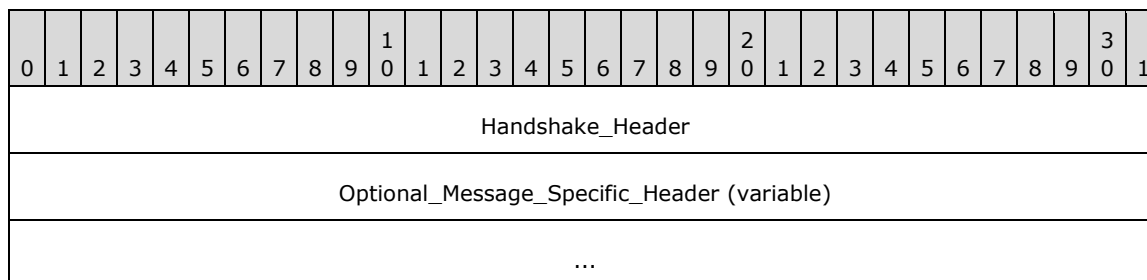 1 2 3
0 1 2 3 4 5 6 7 8 9 0 1 2 3 4 5 6 7 8 9 0 1 2 3 4 5 6 7 8 9 0 1
Handshake_Header
Optional_Message_Specific_Header (variable)
...